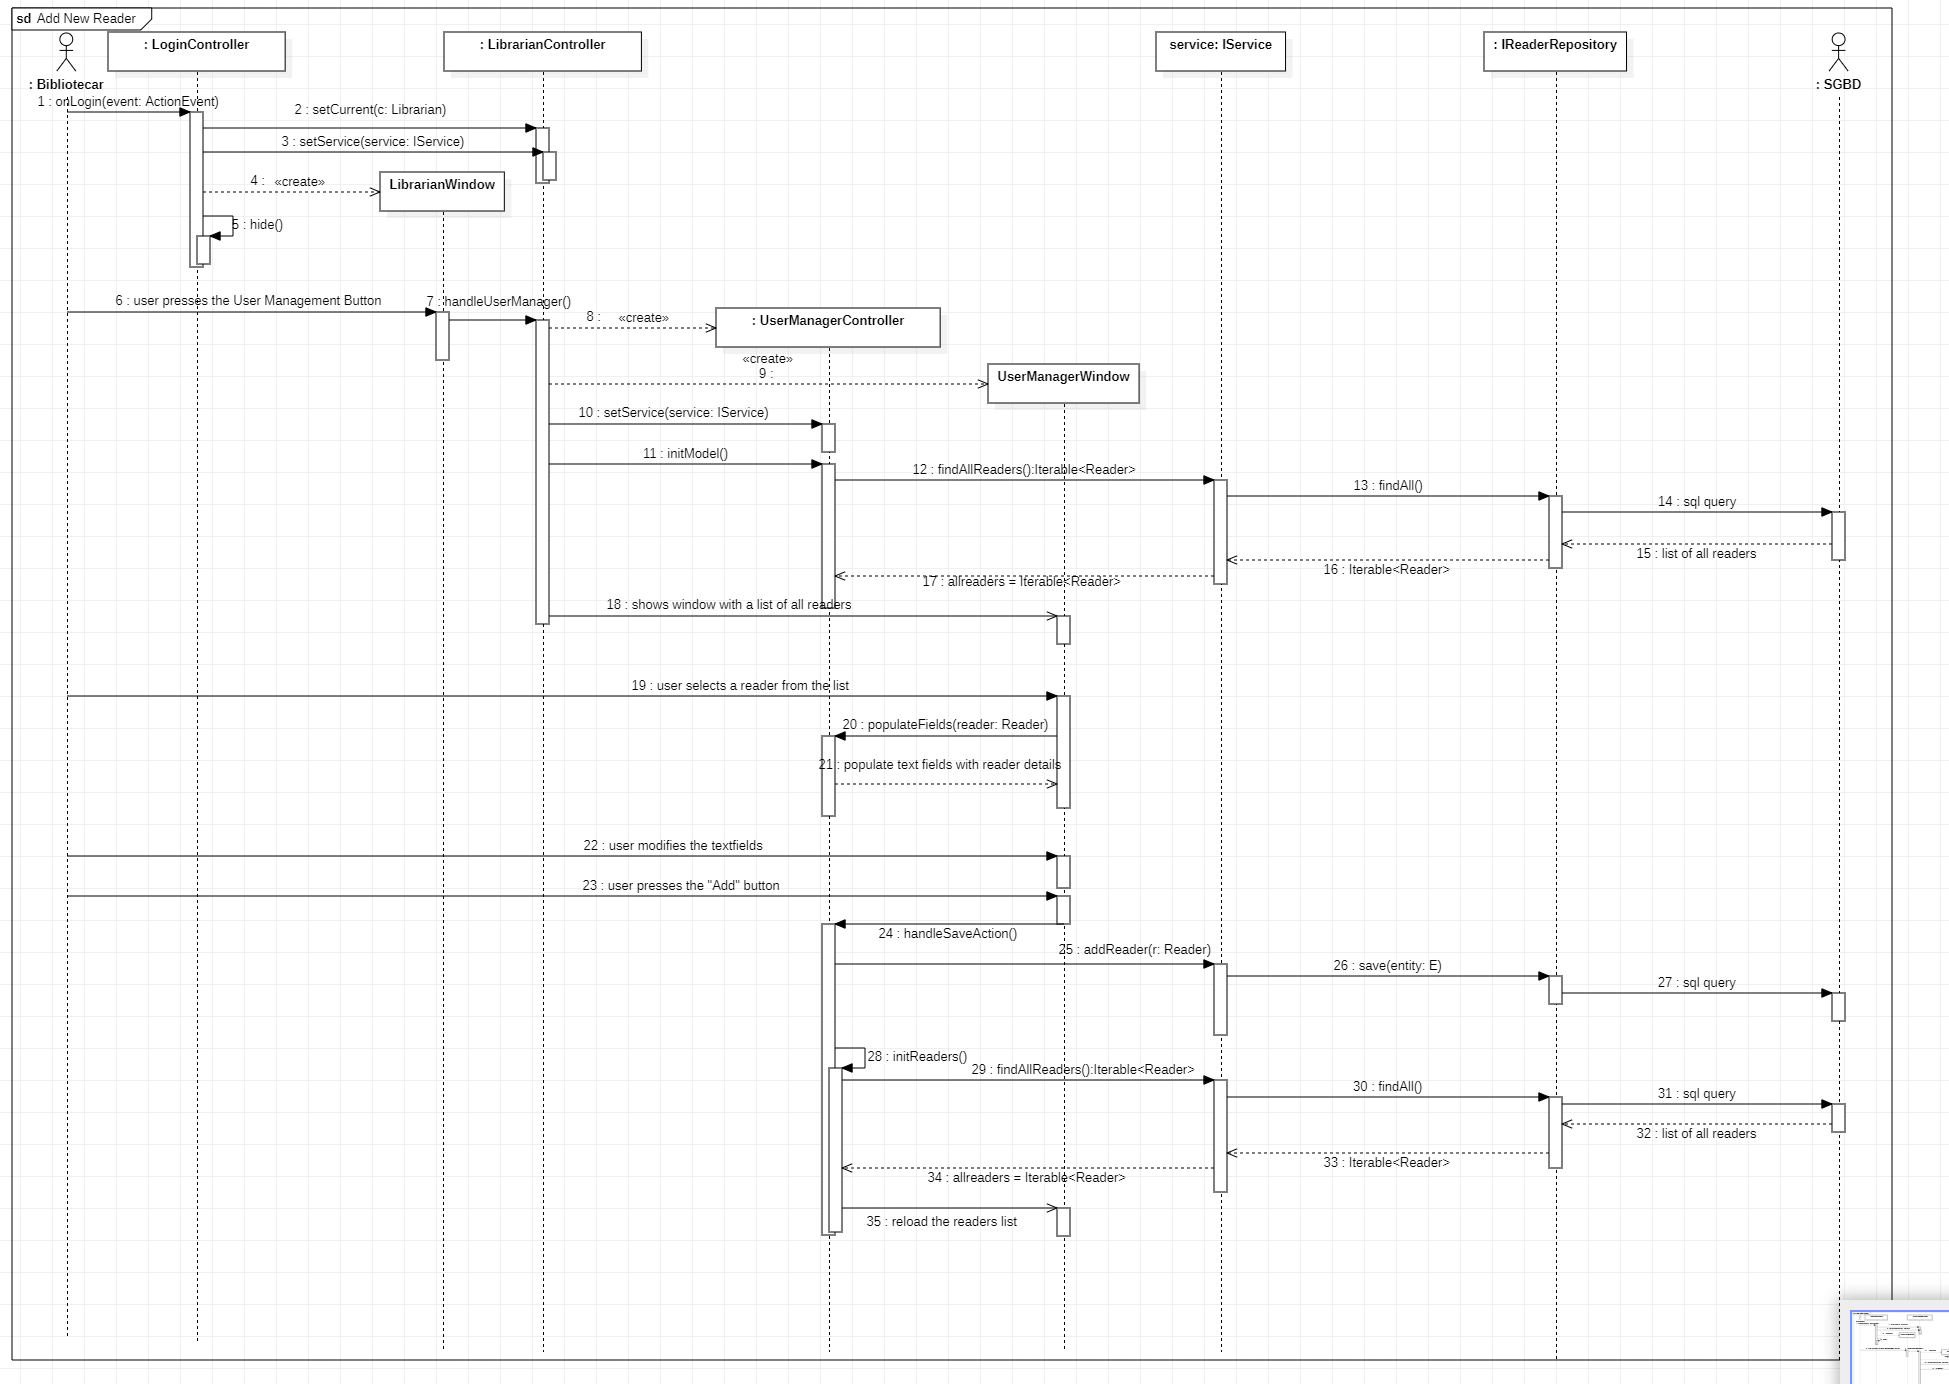 sd Add New Reader
: Bibliotecar
: LoginController
: LibrarianController
service: IService
: IReaderRepository
: SGBD
1 : onLogin(event: ActionEvent)
2 : setCurrent(c: Librarian)
3 : setService(service: IService)
4 : «create»
LibrarianWindow
5 : hide()
6 : user presses the User Management Button
7 : handleUserManager()
8 : «create»
: UserManagerController
«create»
9 :
UserManagerWindow
10 : setService(service: IService)
11 : initModel()
12 : findAllReaders():Iterable<Reader>
13 : findAll()
14 : sql query
15 : list of all readers
16 : Iterable<Reader>
17 : allreaders = Iterable<Reader>
18 : shows window with a list of all readers
19 : user selects a reader from the list
20 : populateFields(reader: Reader)
21 : populate text fields with reader details
22 : user modifies the textfields
23 : user presses the "Add" button
24 : handleSaveAction()
25 : addReader(r: Reader)
26 : save(entity: E)
27 : sql query
28 : initReaders()
29 : findAllReaders():Iterable<Reader>
30 : findAll()
31 : sql query
32 : list of all readers
33 : Iterable<Reader>
34 : allreaders = Iterable<Reader>
35 : reload the readers list